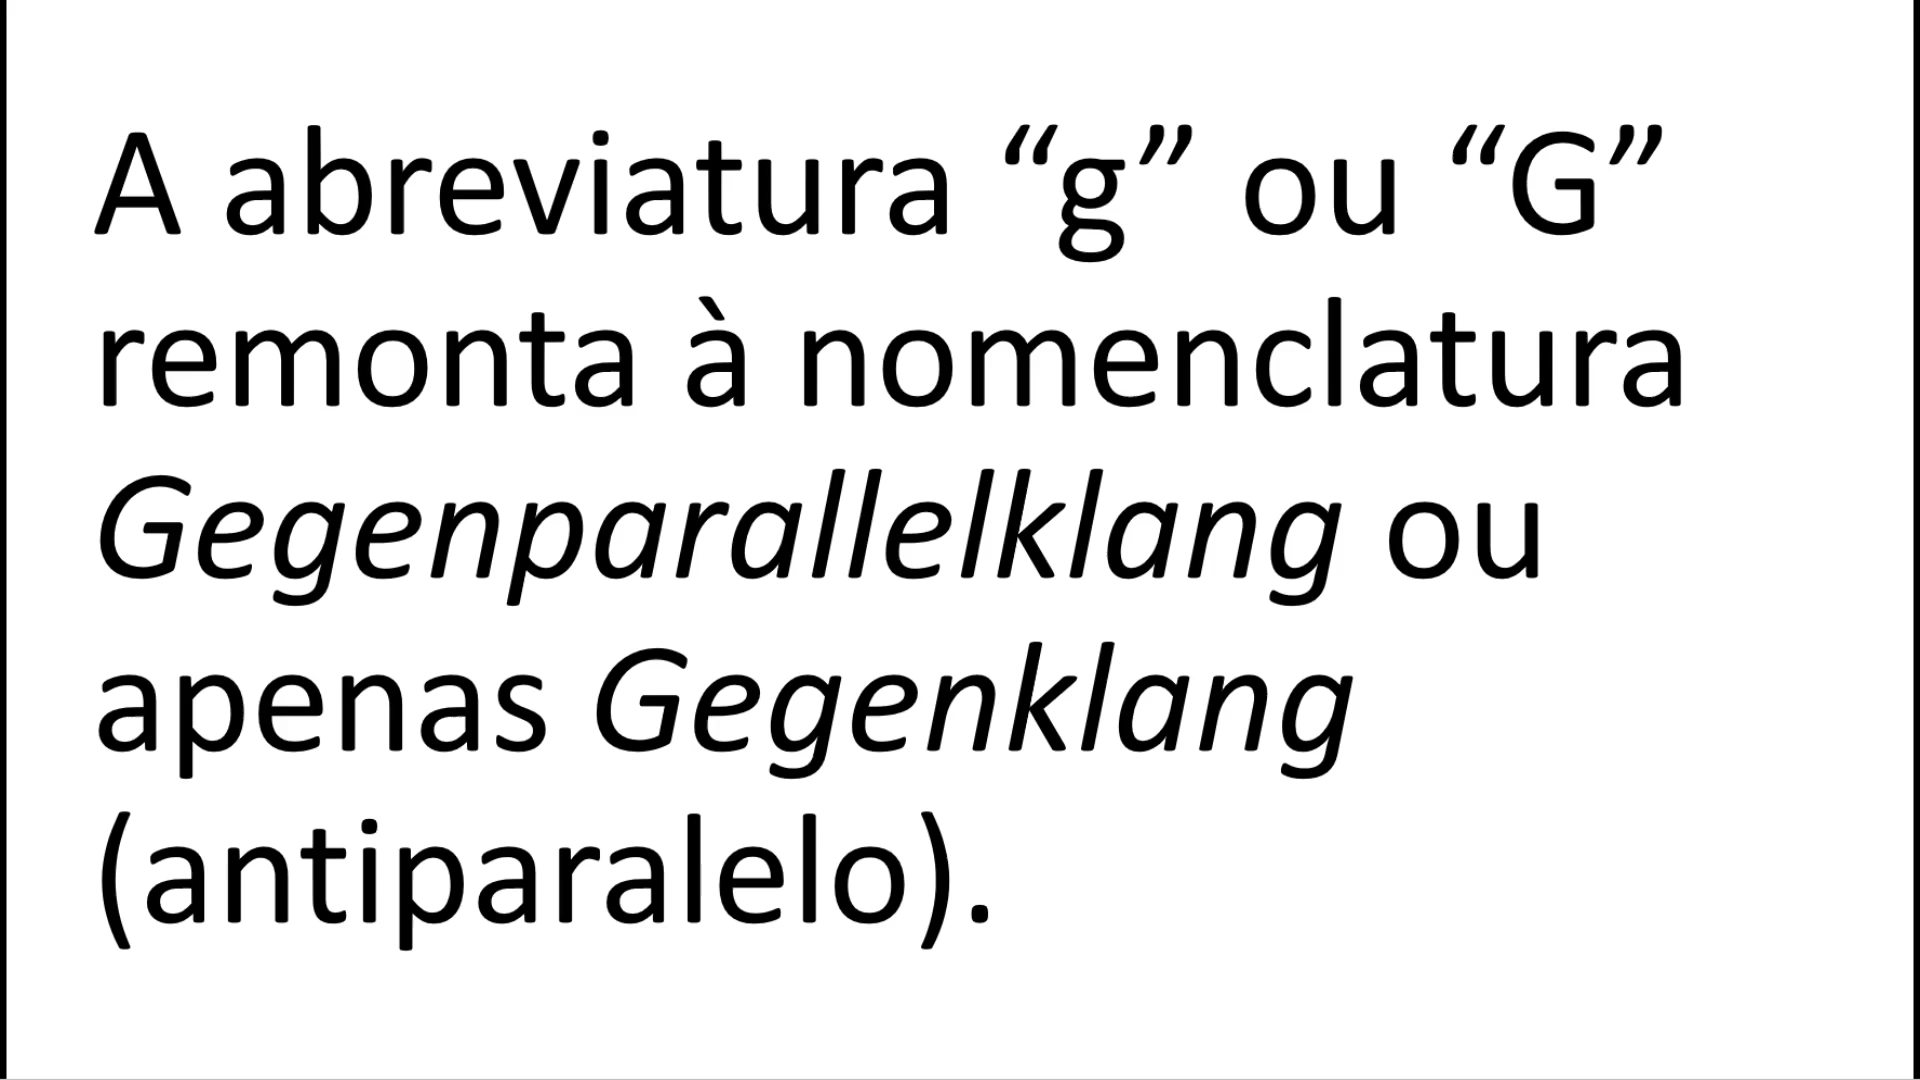 A abreviatura “g” ou “G”
remonta à nomenclatura
Gegenparallelklang ou
apenas Gegenklang
(antiparalelo).